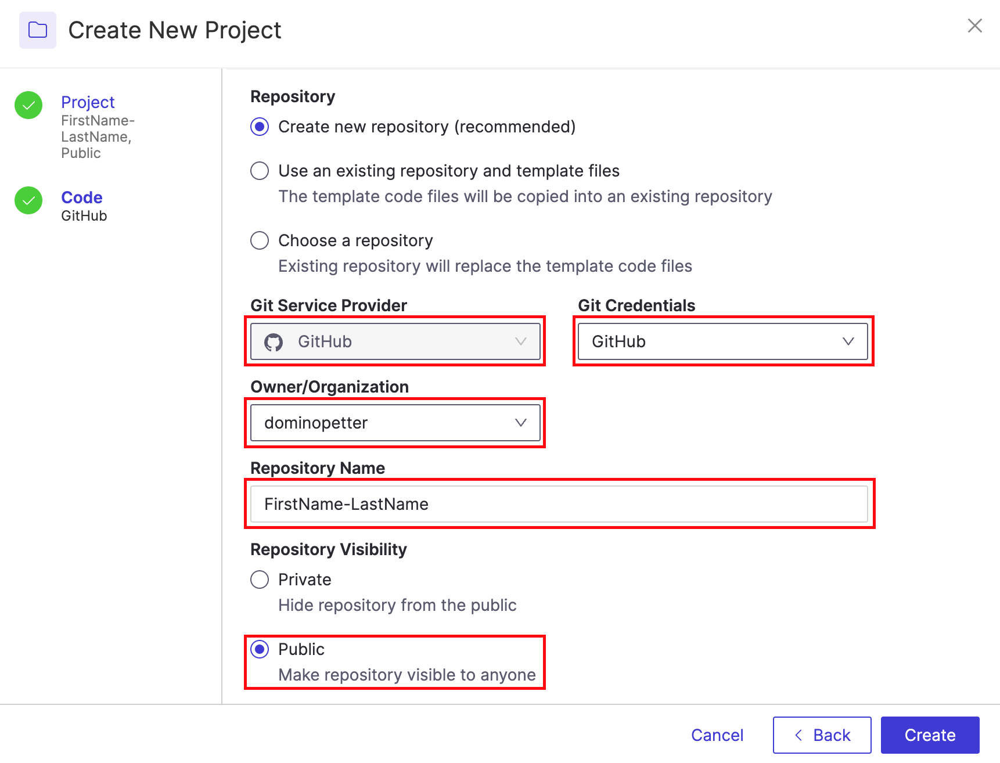 Create New Project
Project
FirstName-
LastName,
Public
Code
GitHub
Repository
Create new repository (recommended)
Use an existing repository and template files
The template code files will be copied into an existing repository
Choose a repository
Existing repository will replace the template code files
Git Service Provider
Git Credentials
GitHub
GitHub
Owner/Organization
dominopetter
Repository Name
FirstName-LastName
Repository Visibility
Private
Hide repository from the public
Public
Make repository visible to anyone
Cancel
Back
Create